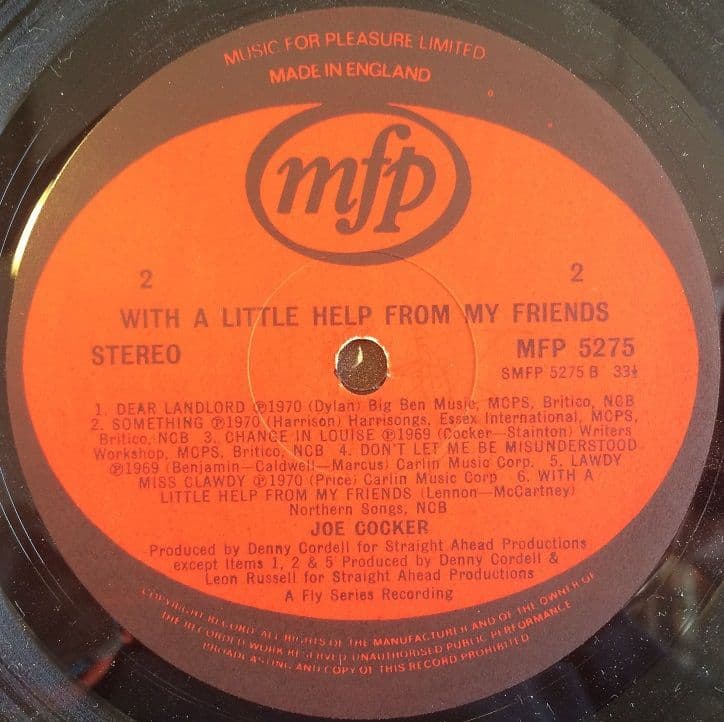 MUSIC FOR PLEASURE LIMITED
MADE IN ENGLAND
mfp
2 2
WITH A LITTLE HELP FROM MY FRIENDS
STEREO MFP 5275
SMFP 5275 B 33⅓
1. DEAR LANDLORD ℗1970 (Dylan) Big Ben Music, MCPS, Britico, NCB
2. SOMETHING ℗1970 (Harrison) Harrisongs, Essex International, MCPS,
Britico, NCB 3. CHANGE IN LOUISE ℗1969 (Cocker—Stainton) Writers
Workshop, MCPS, Britico, NCB 4. DON'T LET ME BE MISUNDERSTOOD
℗1969 (Benjamin—Caldwell—Marcus) Carlin Music Corp. 5. LAWDY
MISS CLAWDY ℗1970 (Price) Carlin Music Corp 6. WITH A
LITTLE HELP FROM MY FRIENDS (Lennon—McCartney)
Northern Songs, NCB
JOE COCKER
Produced by Denny Cordell for Straight Ahead Productions
except Items 1, 2 & 5 Produced by Denny Cordell &
Leon Russell for Straight Ahead Productions
A Fly Series Recording
COPYRIGHT RECORD ALL RIGHTS OF THE MANUFACTURER AND OF THE OWNER OF
THE RECORDED WORK RESERVED UNAUTHORISED PUBLIC PERFORMANCE
BROADCASTING AND COPY OF THIS RECORD PROHIBITED